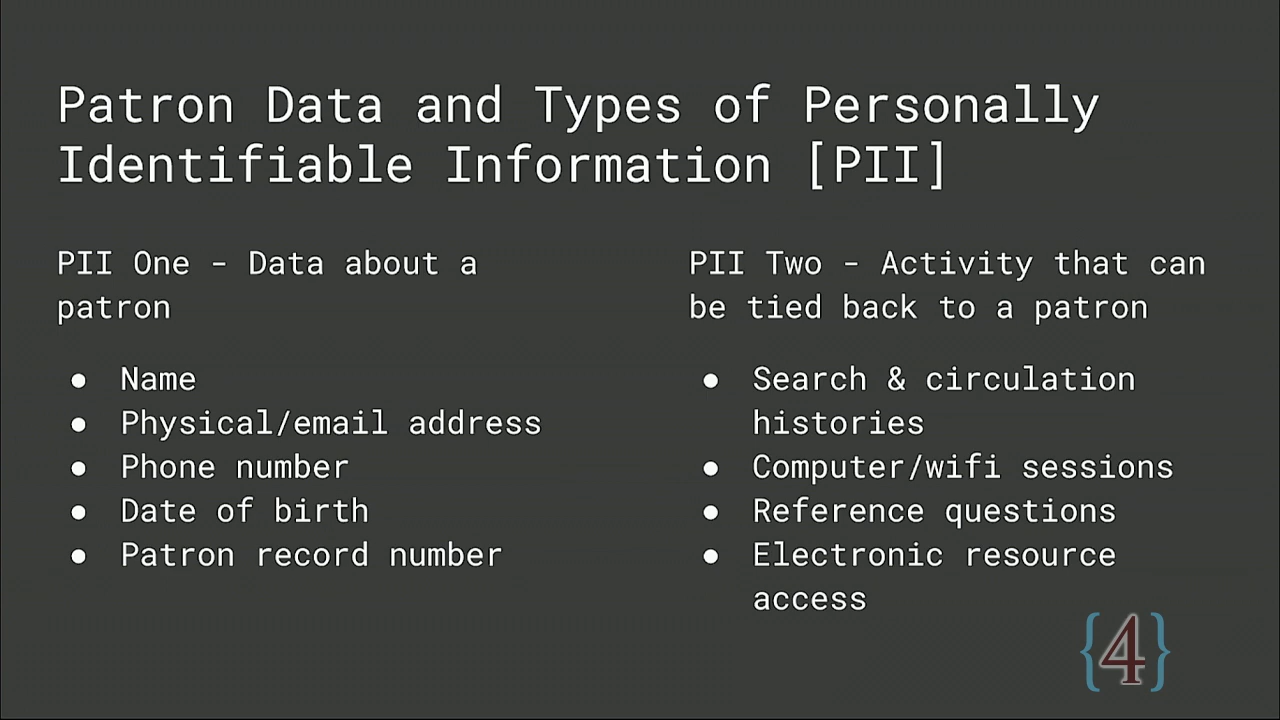 Patron Data and Types of Personally
Identifiable Information [PII]
PII One - Data about a
patron
● Name
● Physical/email address
● Phone number
● Date of birth
● Patron record number
PII Two - Activity that can
be tied back to a patron
● Search & circulation
histories
● Computer/wifi sessions
● Reference questions
● Electronic resource
access
{4}